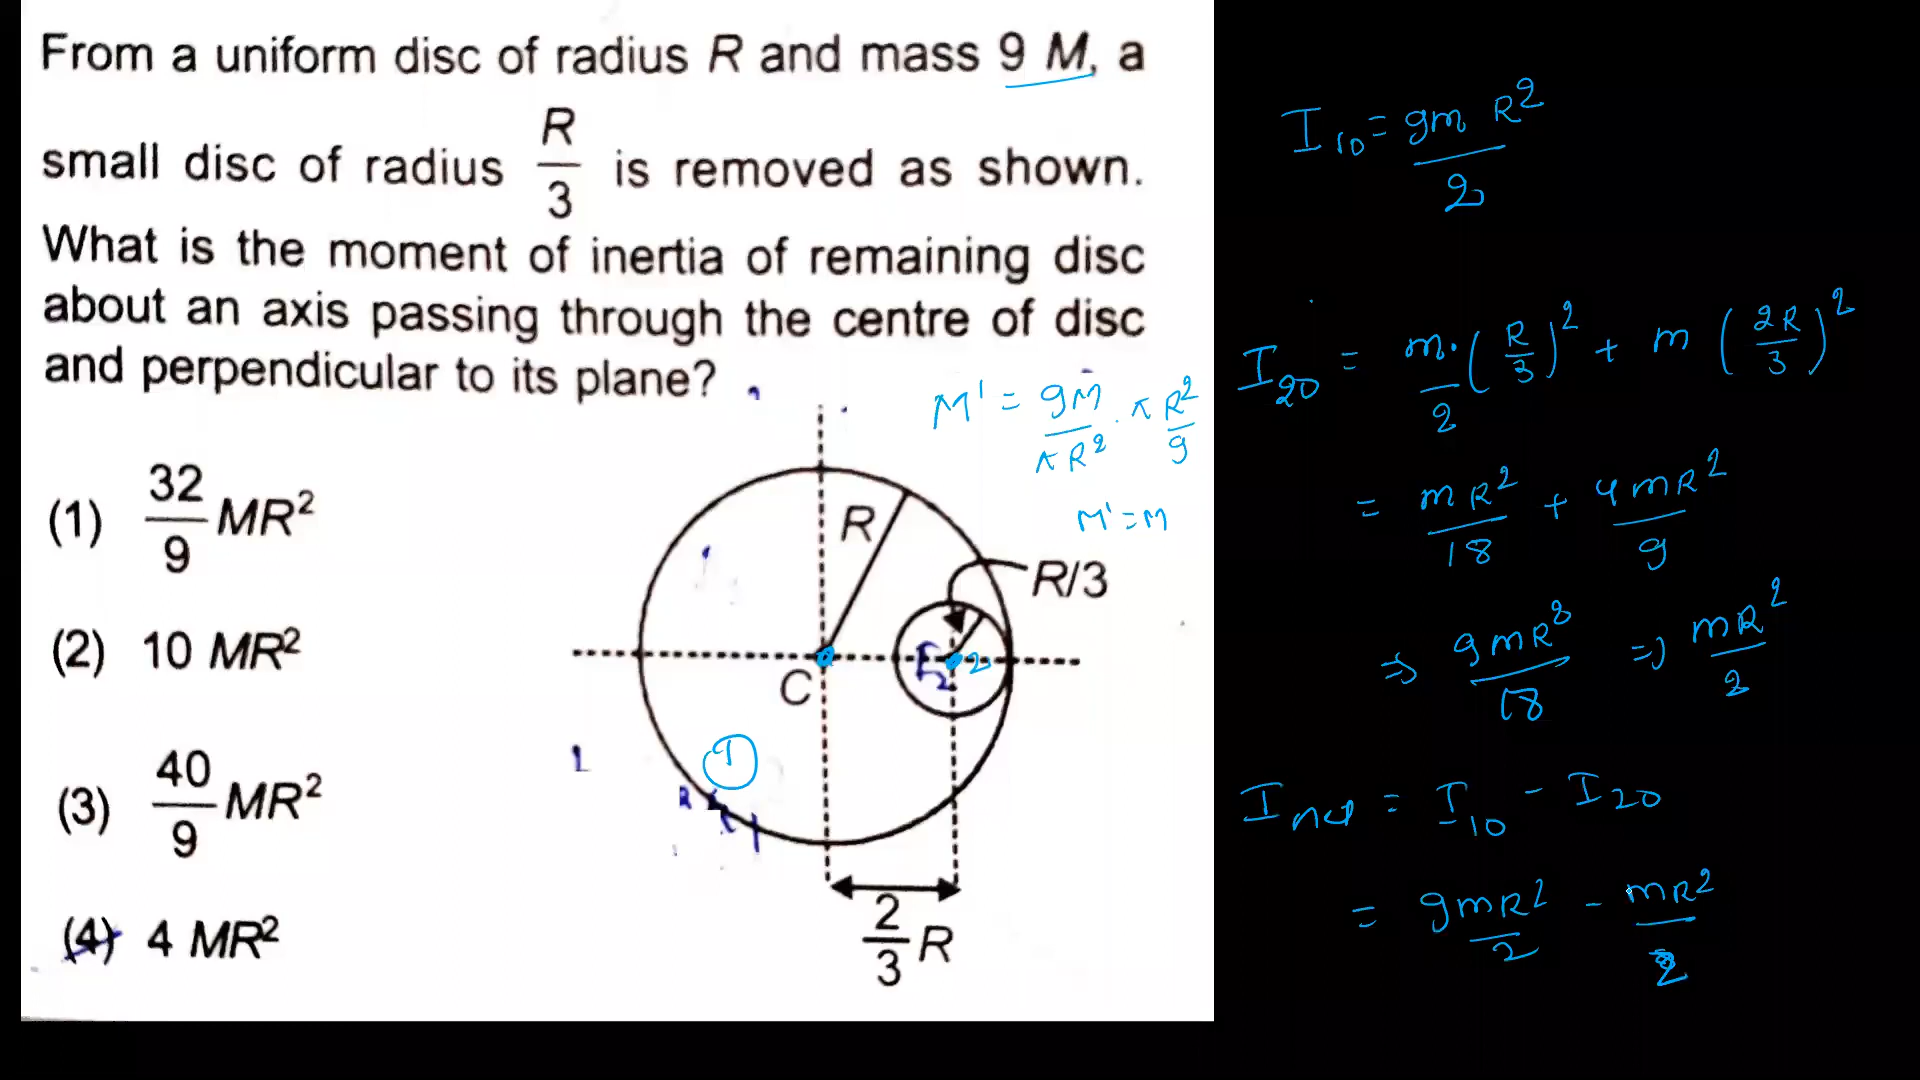 From a uniform disc of radius R and mass 9 M, a
small disc of radius R/3 is removed as shown.
What is the moment of inertia of remaining disc
about an axis passing through the centre of disc
and perpendicular to its plane?
(1) 32/9 MR²
(2) 10 MR²
(3) 40/9 MR²
(4) 4 MR²
R
R/3
C
2
1
2/3 R
M' = 9M/πR² · πR²/9
M' = M
I₁₀ = 9m R²/2
I₂₀ = m/2 · (R/3)² + m (2R/3)²
= mR²/18 + 4mR²/9
⇒ 9mR²/18 ⇒ mR²/2
I net = I₁₀ - I₂₀
= 9mR²/2 - mR²/2